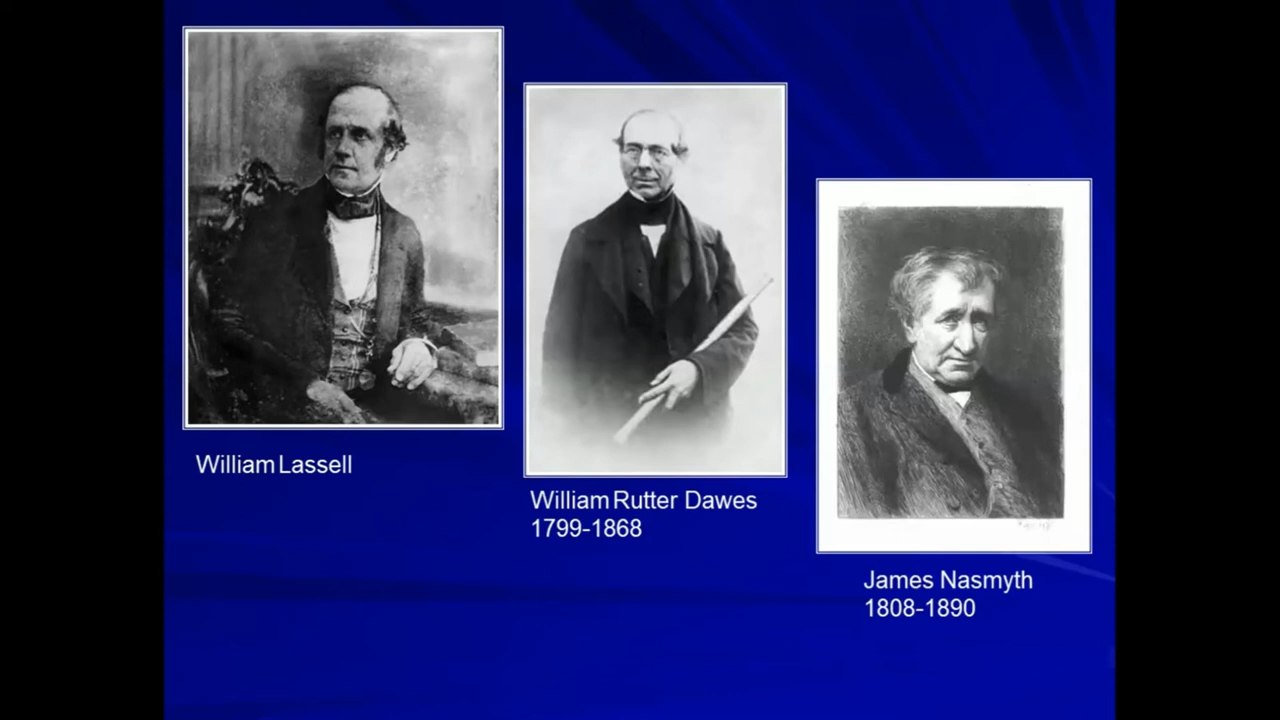 William Lassell
William Rutter Dawes
1799-1868
James Nasmyth
1808-1890